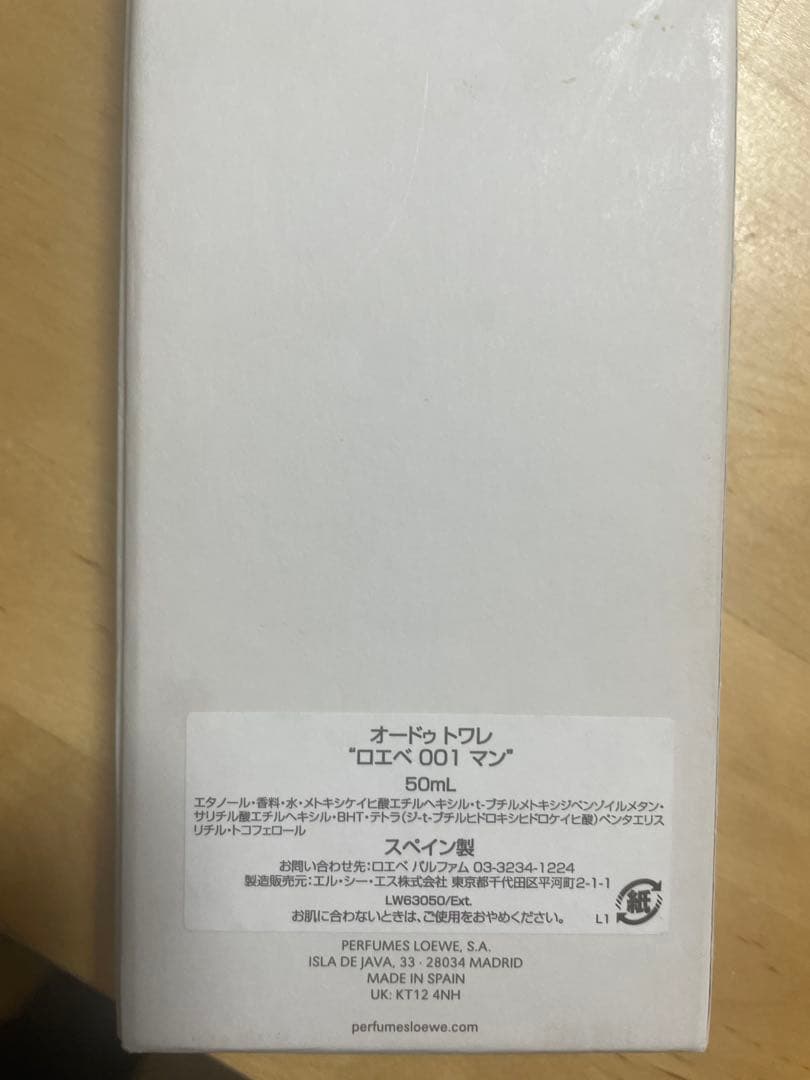 オードゥ トワレ
“ロエベ 001 マン”
50mL
エタノール・香料・水・メトキシケイヒ酸エチルヘキシル・t-ブチルメトキシジベンゾイルメタン・
サリチル酸エチルヘキシル・BHT・テトラ(ジ-t-ブチルヒドロキシヒドロケイヒ酸)ペンタエリス
リチル・トコフェロール
スペイン製
お問い合わせ先:ロエベ パルファム 03-3234-1224
製造販売元:エル・シー・エス株式会社 東京都千代田区平河町2-1-1
LW63050/Ext.
お肌に合わないときは、ご使用をおやめください。 L1
紙
PERFUMES LOEWE, S.A.
ISLA DE JAVA, 33 · 28034 MADRID
MADE IN SPAIN
UK: KT12 4NH
perfumesloewe.com